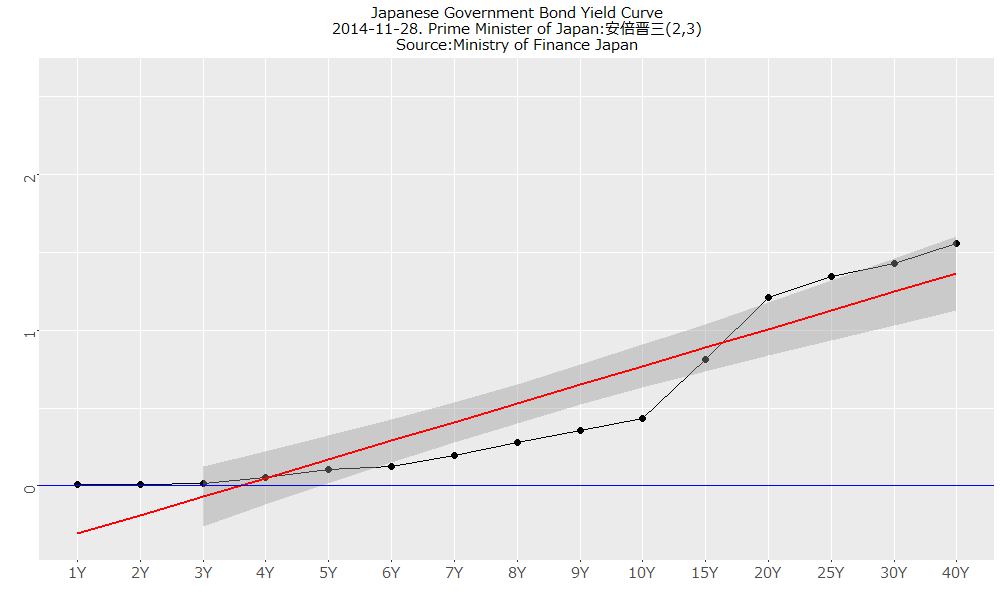 Japanese Government Bond Yield Curve
2014-11-28. Prime Minister of Japan:安倍晋三(2,3)
Source:Ministry of Finance Japan
2
1
0
1Y 2Y 3Y 4Y 5Y 6Y 7Y 8Y 9Y 10Y 15Y 20Y 25Y 30Y 40Y